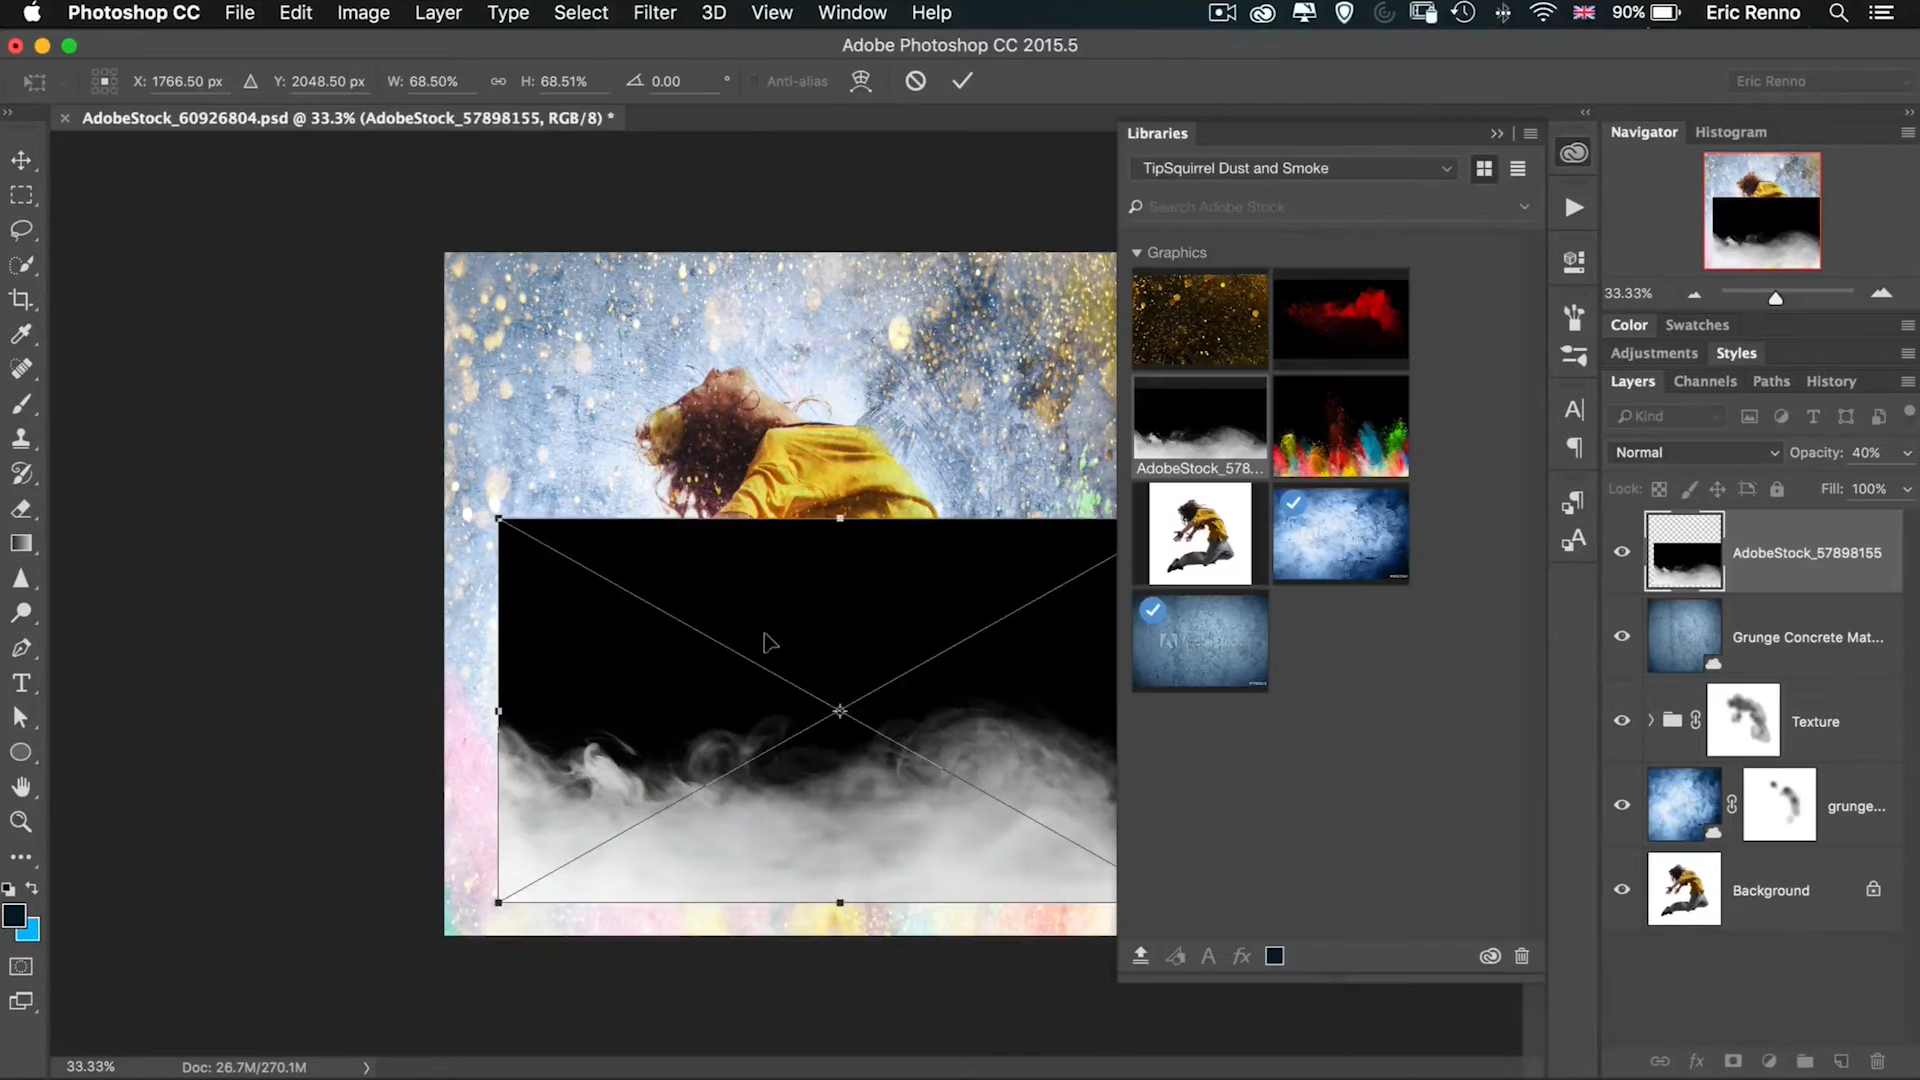 Photoshop CC File Edit Image Layer Type Select Filter 3D View Window Help 90% Eric Renno
Adobe Photoshop CC 2015.5
X: 1766.50 px Y: 2048.50 px W: 68.50% H: 68.51% 0.00 ° Anti-alias Eric Renno
AdobeStock_60926804.psd @ 33.3% (AdobeStock_57898155, RGB/8) *
Libraries
TipSquirrel Dust and Smoke
Search Adobe Stock
Graphics
AdobeStock_578...
Navigator Histogram
33.33%
Color Swatches
Adjustments Styles
Layers Channels Paths History
Kind
Normal Opacity: 40%
Lock: Fill: 100%
AdobeStock_57898155
Grunge Concrete Mat...
Texture
grunge...
Background
33.33% Doc: 26.7M/270.1M